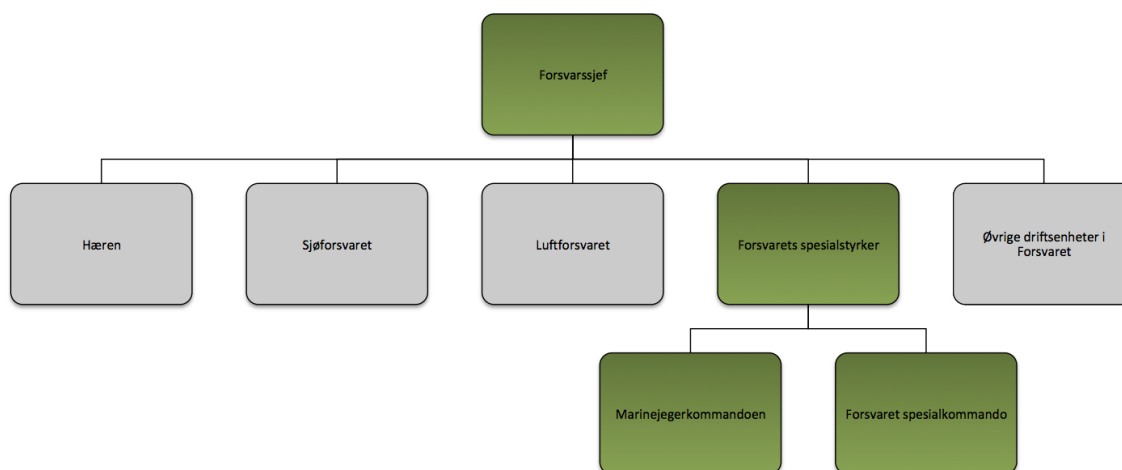 Forsvarssjef
Hæren
Sjøforsvaret
Luftforsvaret
Forsvarets spesialstyrker
Øvrige driftsenheter i
Forsvaret
Marinejegerkommandoen
Forsvaret spesialkommando